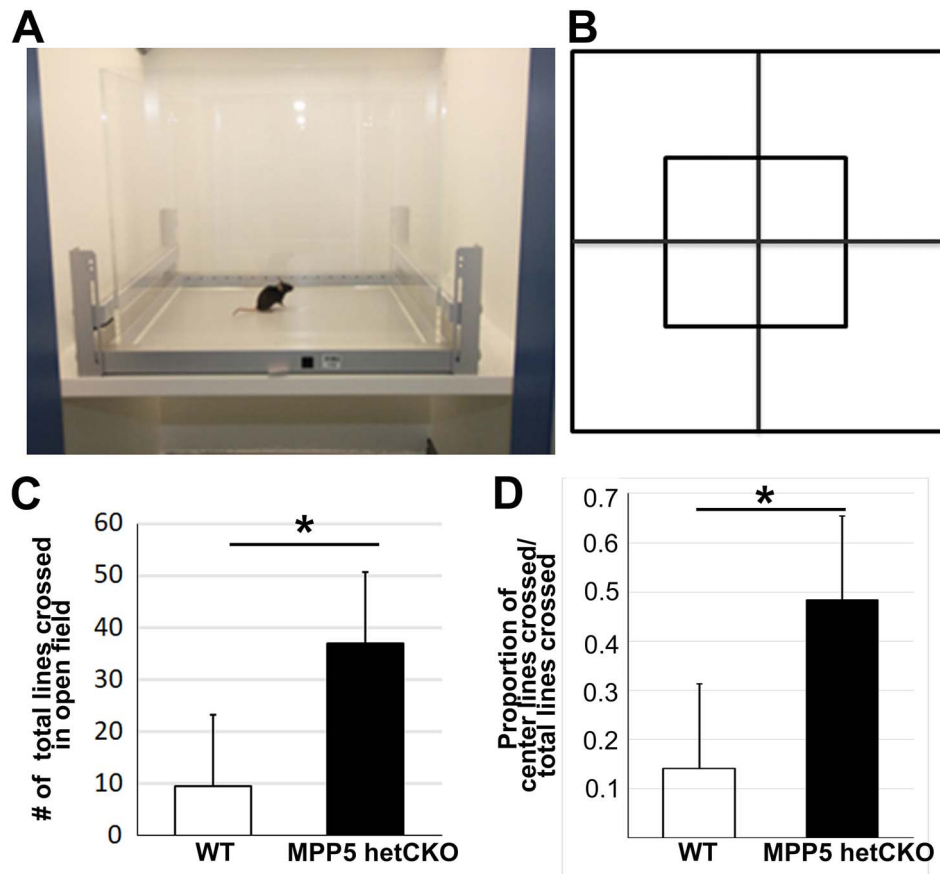 A
B
C
# of total lines crossed
in open field
60
50
40
30
20
10
0
*
WT
MPP5 hetCKO
D
Proportion of
center lines crossed/
total lines crossed
0.7
0.6
0.5
0.4
0.3
0.2
0.1
*
WT
MPP5 hetCKO